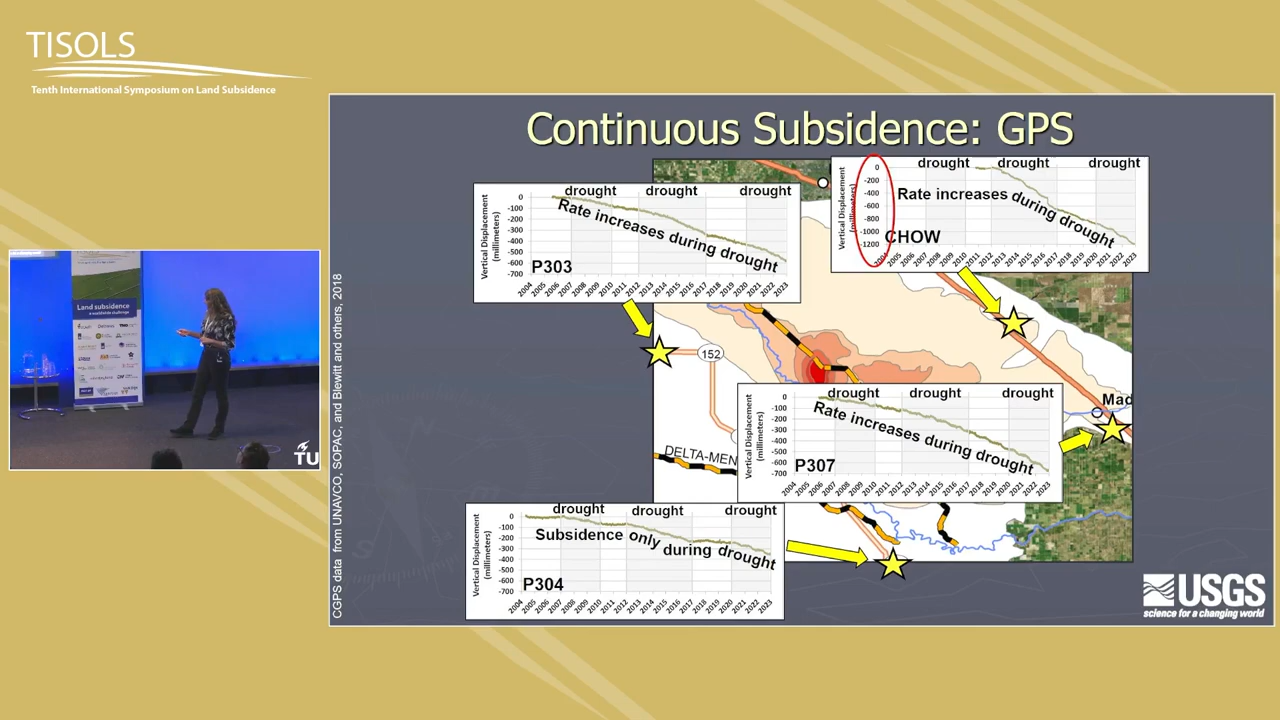 TISOLS
Tenth International Symposium on Land Subsidence
Continuous Subsidence: GPS
drought drought drought
Rate increases during drought
P303
Vertical Displacement
(millimeters)
0
-100
-200
-300
-400
-500
-600
-700
2004 2005 2006 2007 2008 2009 2010 2011 2012 2013 2014 2015 2016 2017 2018 2019 2020 2021 2022 2023
drought drought drought
Rate increases during drought
CHOW
Vertical Displacement
(millimeters)
0
-200
-400
-600
-800
-1000
-1200
2004 2005 2006 2007 2008 2009 2010 2011 2012 2013 2014 2015 2016 2017 2018 2019 2020 2021 2022 2023
152
Mad
DELTA-MEN
drought drought drought
Rate increases during drought
P307
Vertical Displacement
(millimeters)
0
-100
-200
-300
-400
-500
-600
-700
2004 2005 2006 2007 2008 2009 2010 2011 2012 2013 2014 2015 2016 2017 2018 2019 2020 2021 2022 2023
drought drought drought
Subsidence only during drought
P304
Vertical Displacement
(millimeters)
0
-100
-200
-300
-400
-500
-600
-700
2004 2005 2006 2007 2008 2009 2010 2011 2012 2013 2014 2015 2016 2017 2018 2019 2020 2021 2022 2023
CGPS data from UNAVCO, SOPAC, and Blewitt and others, 2018
USGS
science for a changing world
Land subsidence
a worldwide challenge
TU